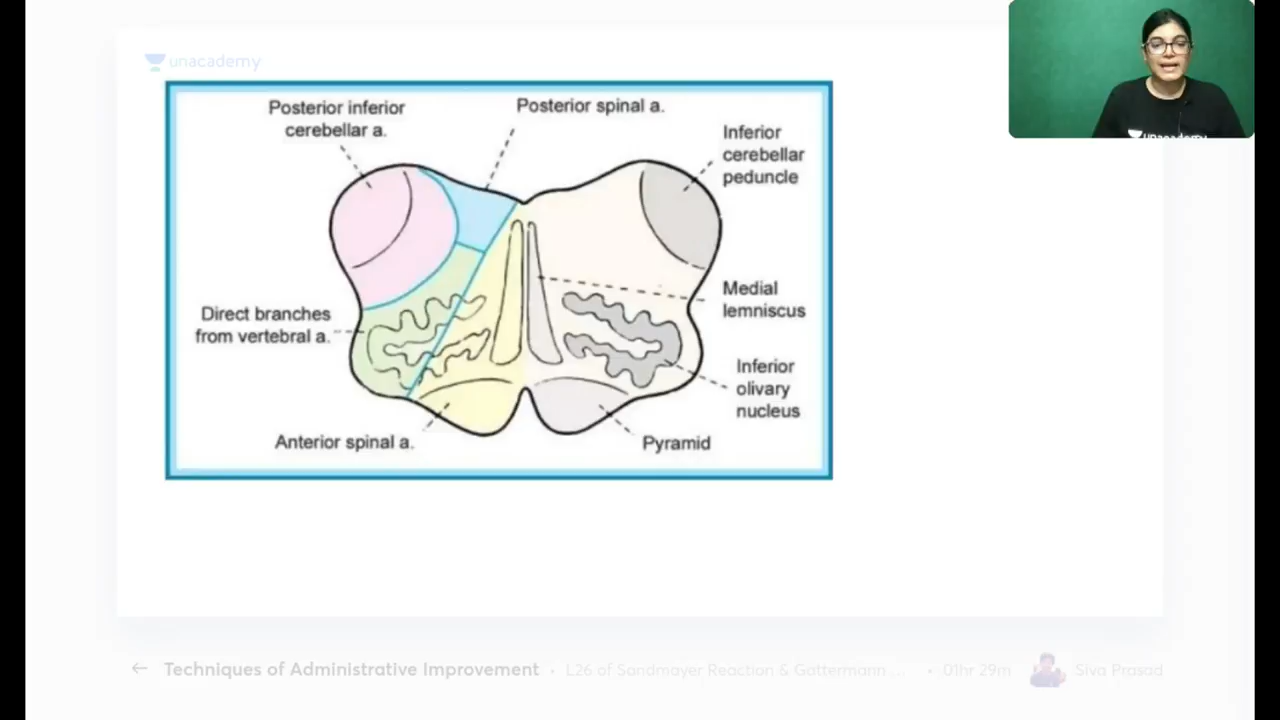 unacademy
Posterior inferior
cerebellar a.
Posterior spinal a.
Inferior
cerebellar
peduncle
Direct branches
from vertebral a.
Medial
lemniscus
Inferior
olivary
nucleus
Anterior spinal a.
Pyramid
unacademy
← Techniques of Administrative Improvement • L26 of Sandmayer Reaction & Gattermann ... • 01hr 29m Siva Prasad